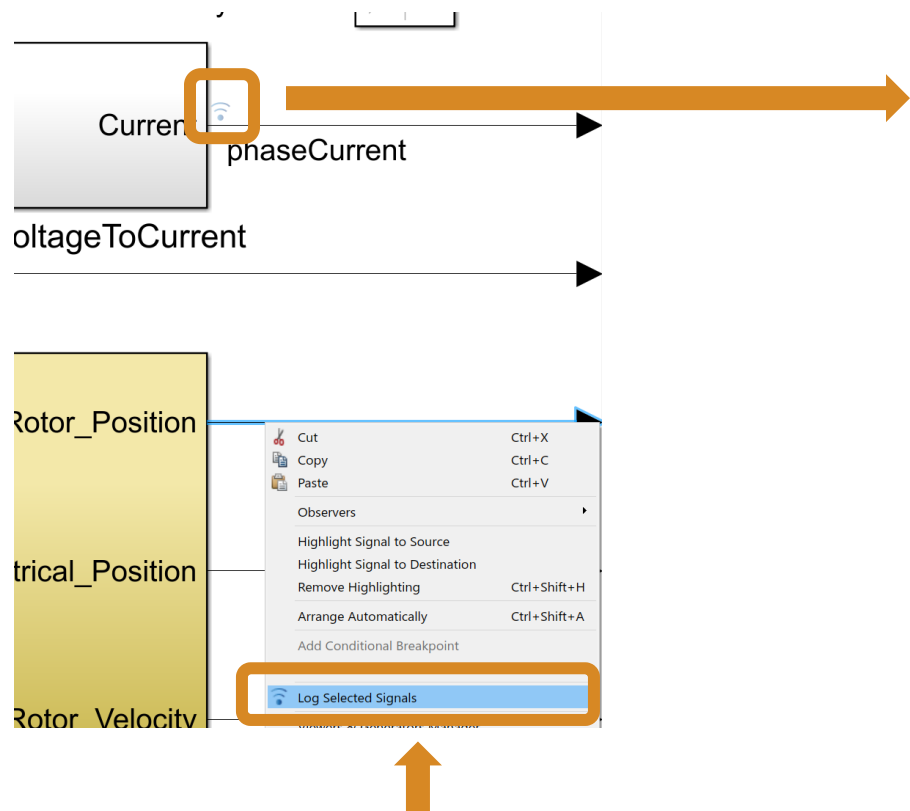 Current
phaseCurrent
oltageToCurrent
Rotor_Position
Cut Ctrl+X
Copy Ctrl+C
Paste Ctrl+V
Observers
Highlight Signal to Source
Highlight Signal to Destination
Remove Highlighting Ctrl+Shift+H
trical_Position
Arrange Automatically Ctrl+Shift+A
Add Conditional Breakpoint
Log Selected Signals
Rotor_Velocity